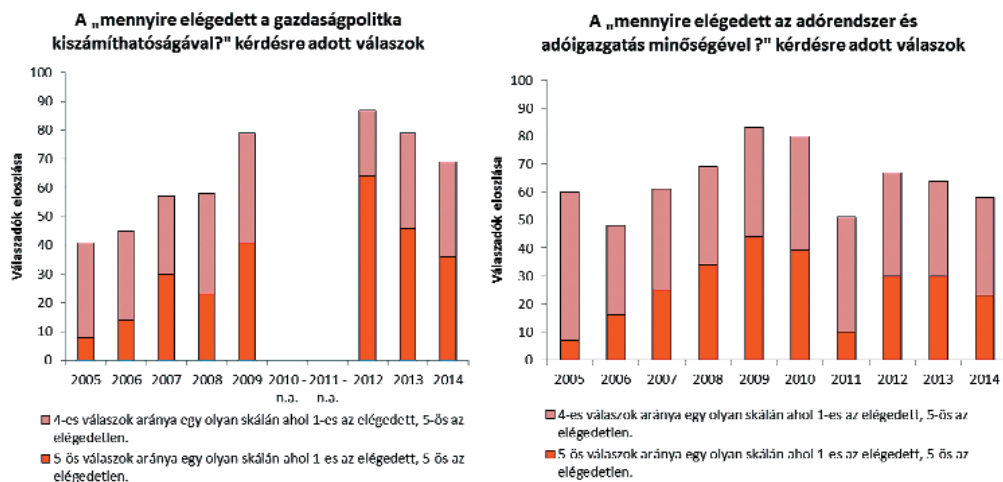 A „mennyire elégedett a gazdaságpolitka
kiszámíthatóságával?" kérdésre adott válaszok
Válaszadók eloszlása
100
90
80
70
60
50
40
30
20
10
0
2005 2006 2007 2008 2009 2010 - 2011 - 2012 2013 2014
n.a. n.a.
4-es válaszok aránya egy olyan skálán ahol 1-es az elégedett, 5-ös az
elégedetlen.
5 ös válaszok aránya egy olyan skálán ahol 1 es az elégedett, 5 ös az
elégedetlen.
A „mennyire elégedett az adórendszer és
adóigazgatás minőségével ?" kérdésre adott válaszok
Válaszadók eloszlása
100
90
80
70
60
50
40
30
20
10
0
2005 2006 2007 2008 2009 2010 2011 2012 2013 2014
4-es válaszok aránya egy olyan skálán ahol 1-es az elégedett, 5-ös az
elégedetlen.
5 ös válaszok aránya egy olyan skálán ahol 1 es az elégedett, 5 ös az
elégedetlen.